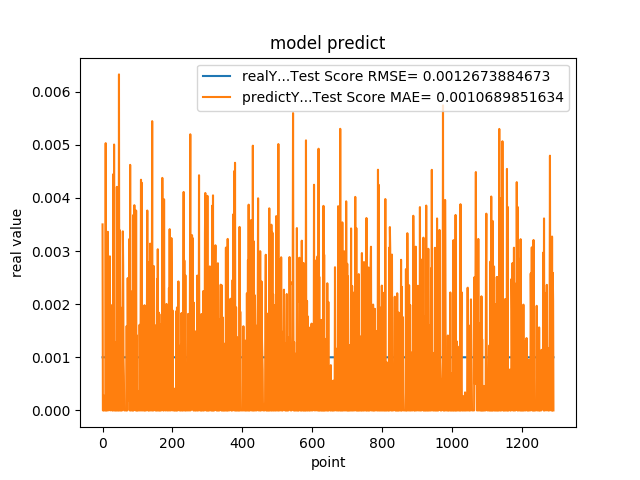 model predict
realY...Test Score RMSE= 0.0012673884673
predictY...Test Score MAE= 0.0010689851634
0.006
0.005
0.004
0.003
0.002
0.001
0.000
real value
0 200 400 600 800 1000 1200
point